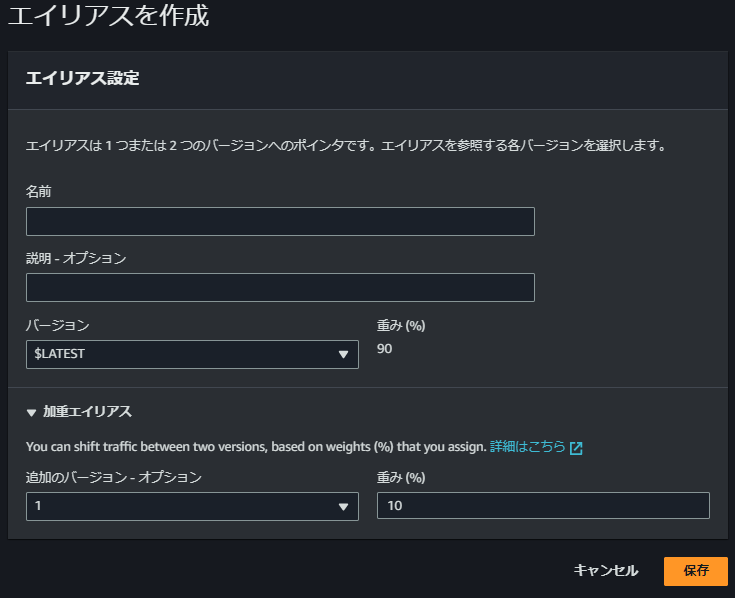 エイリアスを作成
エイリアス設定
エイリアスは 1 つまたは 2 つのバージョンへのポインタです。エイリアスを参照する各バージョンを選択します。
名前
説明 - オプション
バージョン 重み (%)
$LATEST 90
加重エイリアス
You can shift traffic between two versions, based on weights (%) that you assign. 詳細はこちら
追加のバージョン - オプション 重み (%)
1 10
キャンセル 保存